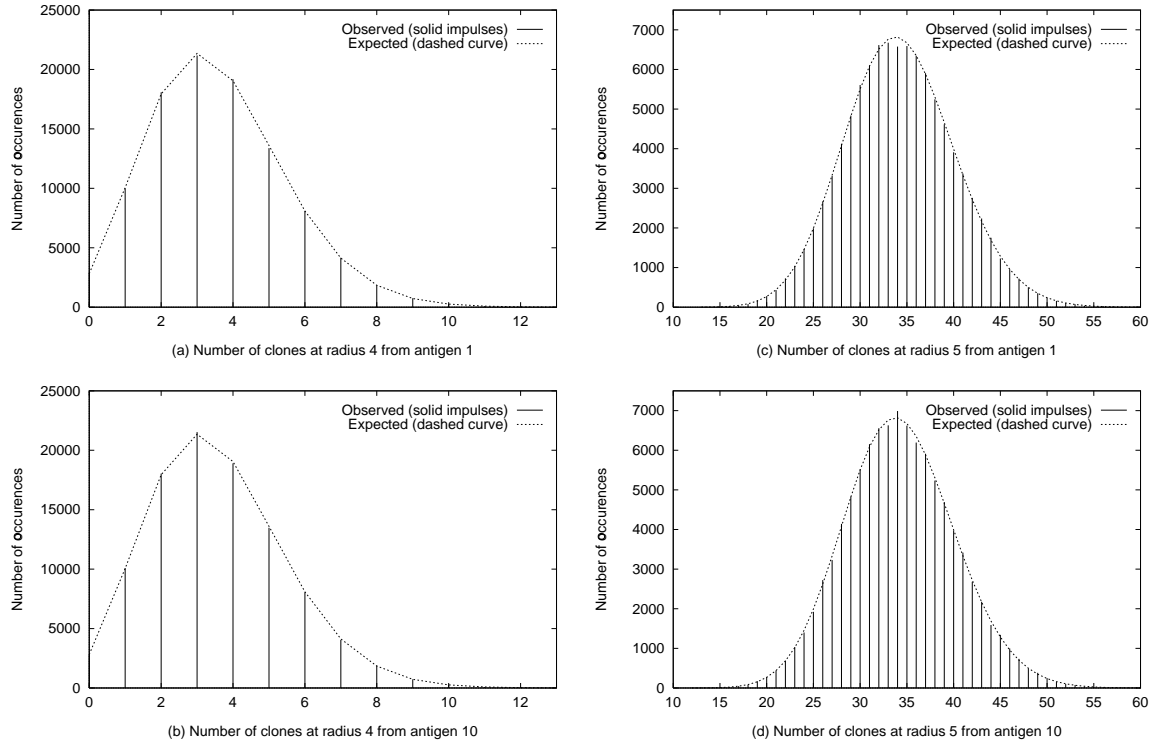 25000
20000
15000
10000
5000
0
0 2 4 6 8 10 12
Number of occurences
Observed (solid impulses)
Expected (dashed curve)
(a) Number of clones at radius 4 from antigen 1
7000
6000
5000
4000
3000
2000
1000
0
10 15 20 25 30 35 40 45 50 55 60
Number of occurences
Observed (solid impulses)
Expected (dashed curve)
(c) Number of clones at radius 5 from antigen 1
25000
20000
15000
10000
5000
0
0 2 4 6 8 10 12
Number of occurences
Observed (solid impulses)
Expected (dashed curve)
(b) Number of clones at radius 4 from antigen 10
7000
6000
5000
4000
3000
2000
1000
0
10 15 20 25 30 35 40 45 50 55 60
Number of occurences
Observed (solid impulses)
Expected (dashed curve)
(d) Number of clones at radius 5 from antigen 10